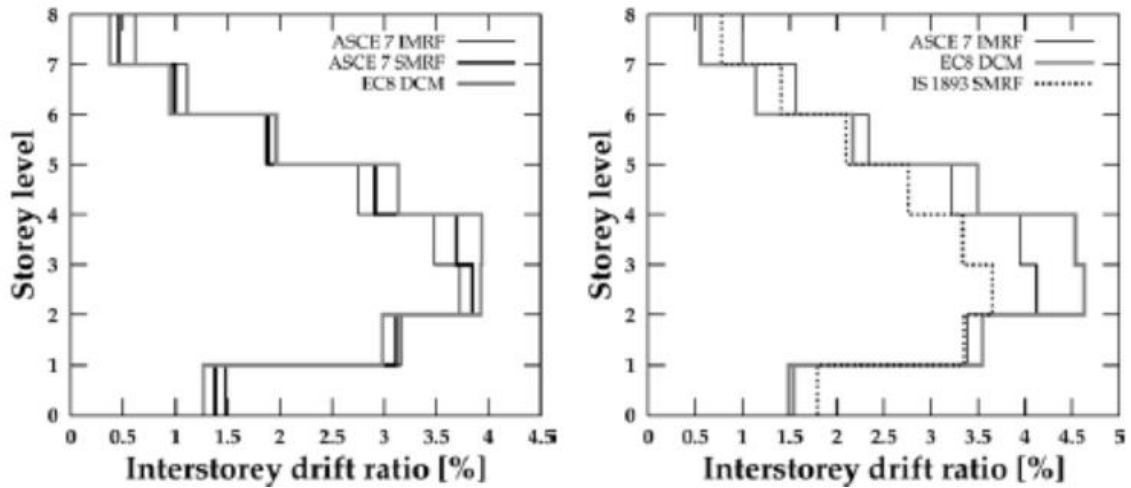 8
7
6
5
4
3
2
1
0
Storey level
ASCE 7 IMRF
ASCE 7 SMRF
EC8 DCM
0 0.5 1 1.5 2 2.5 3 3.5 4 4.5
Interstorey drift ratio [%]
8
7
6
5
4
3
2
1
0
Storey level
ASCE 7 IMRF
EC8 DCM
IS 1893 SMRF
0 0.5 1 1.5 2 2.5 3 3.5 4 4.5 5
Interstorey drift ratio [%]